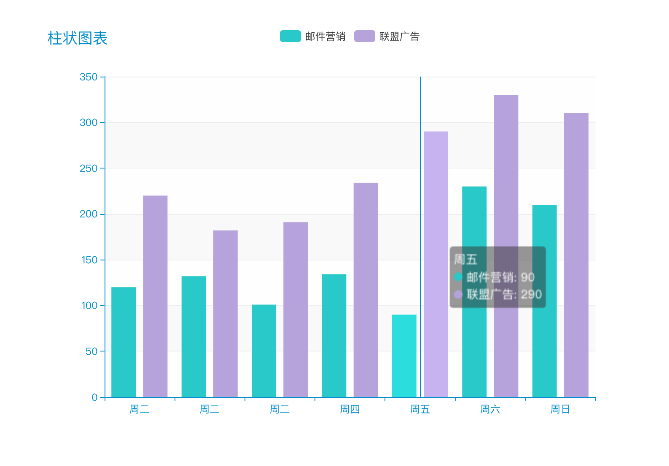 柱状图表
邮件营销 联盟广告
350
300
250
200
150
100
50
0
周五
邮件营销: 90
联盟广告: 290
周二 周二 周二 周四 周五 周六 周日